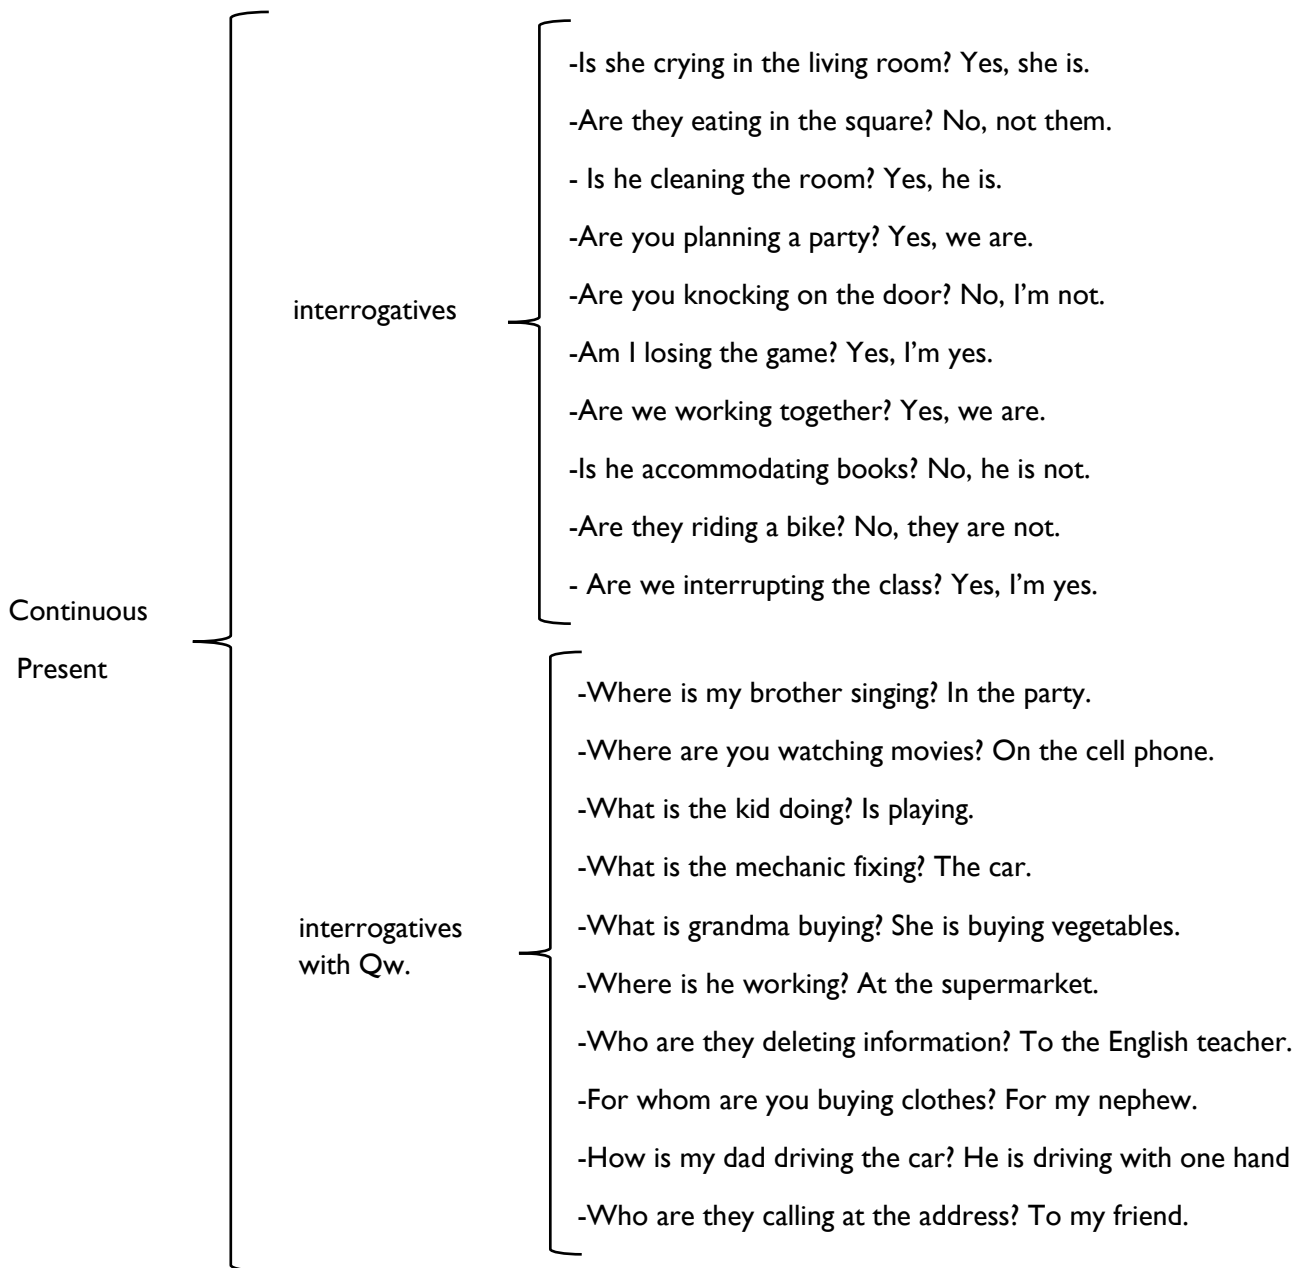 Continuous
Present
interrogatives
-Is she crying in the living room? Yes, she is.
-Are they eating in the square? No, not them.
- Is he cleaning the room? Yes, he is.
-Are you planning a party? Yes, we are.
-Are you knocking on the door? No, I’m not.
-Am I losing the game? Yes, I’m yes.
-Are we working together? Yes, we are.
-Is he accommodating books? No, he is not.
-Are they riding a bike? No, they are not.
- Are we interrupting the class? Yes, I’m yes.
interrogatives
with Qw.
-Where is my brother singing? In the party.
-Where are you watching movies? On the cell phone.
-What is the kid doing? Is playing.
-What is the mechanic fixing? The car.
-What is grandma buying? She is buying vegetables.
-Where is he working? At the supermarket.
-Who are they deleting information? To the English teacher.
-For whom are you buying clothes? For my nephew.
-How is my dad driving the car? He is driving with one hand
-Who are they calling at the address? To my friend.